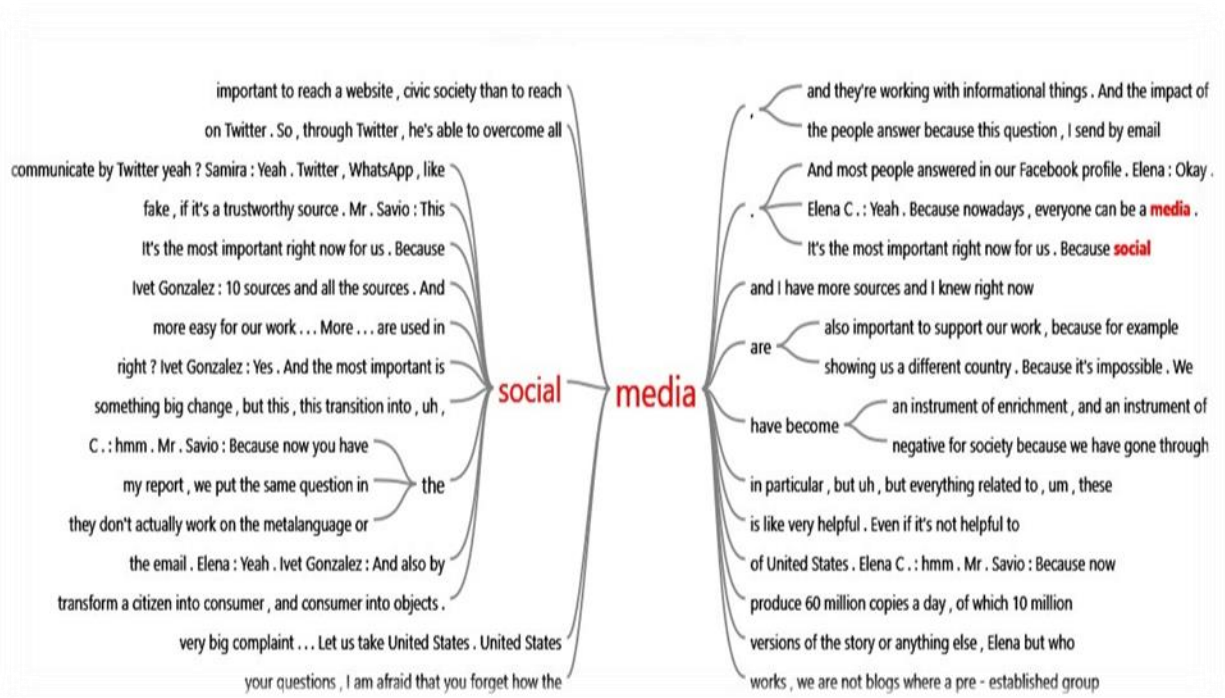 important to reach a website , civic society than to reach
on Twitter . So , through Twitter , he's able to overcome all
communicate by Twitter yeah ? Samira : Yeah . Twitter , WhatsApp , like
fake , if it's a trustworthy source . Mr . Savio : This
It's the most important right now for us . Because
Ivet Gonzalez : 10 sources and all the sources . And
more easy for our work . . . More . . . are used in
right ? Ivet Gonzalez : Yes . And the most important is
something big change , but this , this transition into , uh ,
C . : hmm . Mr . Savio : Because now you have
my report , we put the same question in
they don't actually work on the metalanguage or
the
the email . Elena : Yeah . Ivet Gonzalez : And also by
transform a citizen into consumer , and consumer into objects .
social
very big complaint . . . Let us take United States . United States
your questions , I am afraid that you forget how the
media
,
and they're working with informational things . And the impact of
the people answer because this question , I send by email
.
And most people answered in our Facebook profile . Elena : Okay .
Elena C . : Yeah . Because nowadays , everyone can be a media .
It's the most important right now for us . Because social
and I have more sources and I knew right now
are
also important to support our work , because for example
showing us a different country . Because it's impossible . We
have become
an instrument of enrichment , and an instrument of
negative for society because we have gone through
in particular , but uh , but everything related to , um , these
is like very helpful . Even if it's not helpful to
of United States . Elena C . : hmm . Mr . Savio : Because now
produce 60 million copies a day , of which 10 million
versions of the story or anything else , Elena but who
works , we are not blogs where a pre - established group